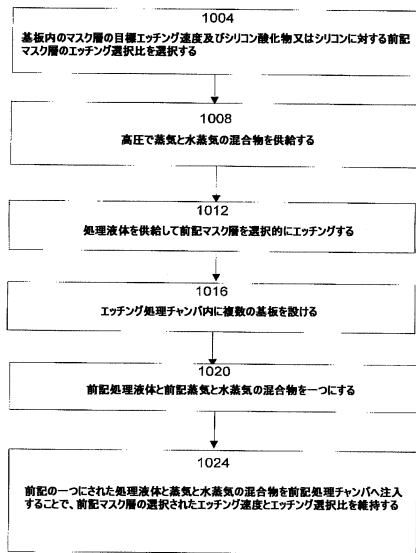 1004
基板内のマスク層の目標エッチング速度及びシリコン酸化物又はシリコンに対する前記
マスク層のエッチング選択比を選択する
1008
高圧で蒸気と水蒸気の混合物を供給する
1012
処理液体を供給して前記マスク層を選択的にエッチングする
1016
エッチング処理チャンバ内に複数の基板を設ける
1020
前記処理液体と前記蒸気と水蒸気の混合物を一つにする
1024
前記の一つにされた処理液体と蒸気と水蒸気の混合物を前記処理チャンバへ注入
することで、前記マスク層の選択されたエッチング速度とエッチング選択比を維持する